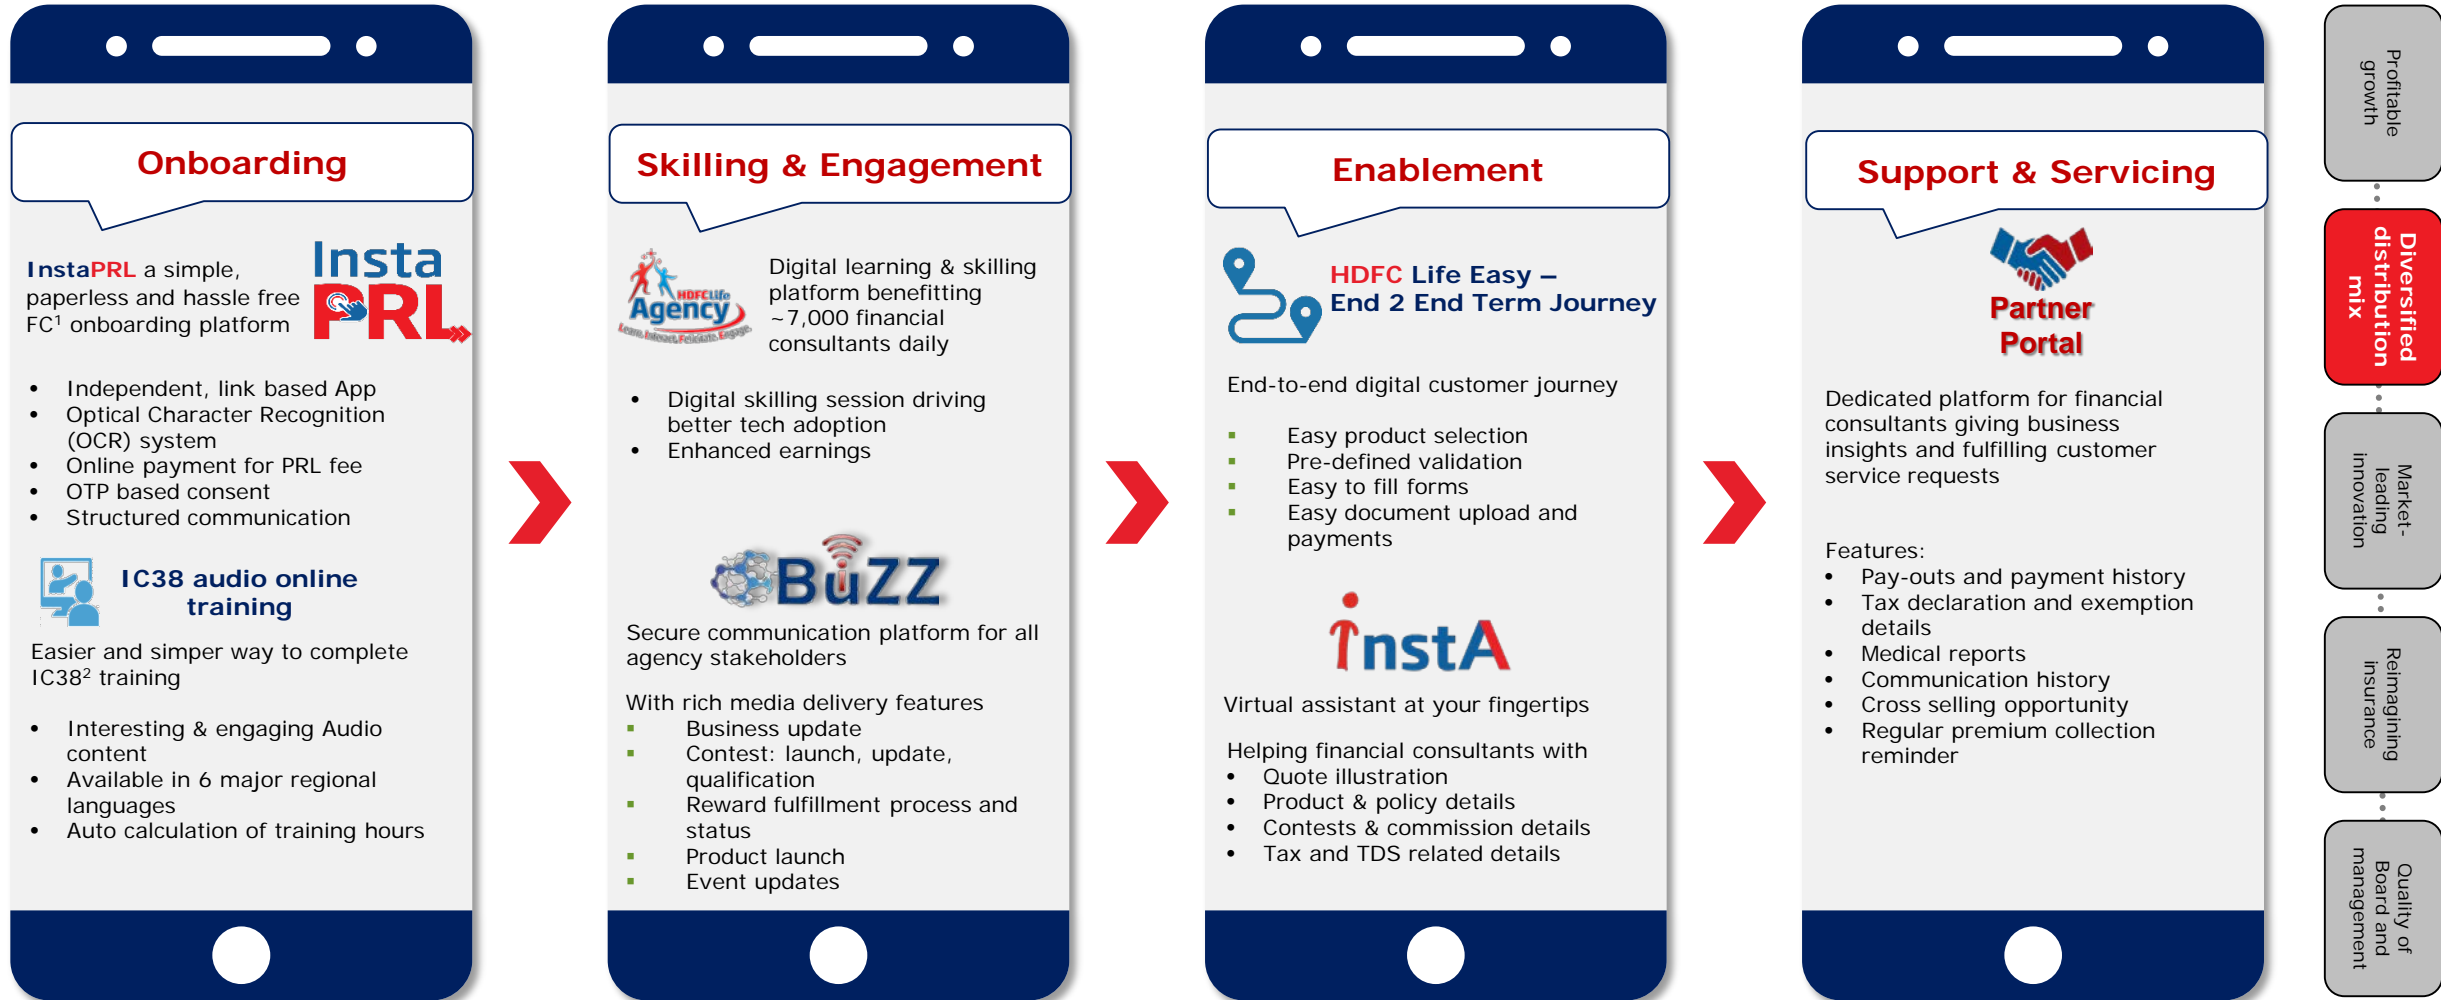 Onboarding
InstaPRL a simple,
paperless and hassle free
FC¹ onboarding platform
Insta
PRL
• Independent, link based App
• Optical Character Recognition
(OCR) system
• Online payment for PRL fee
• OTP based consent
• Structured communication
IC38 audio online
training
Easier and simper way to complete
IC38² training
• Interesting & engaging Audio
content
• Available in 6 major regional
languages
• Auto calculation of training hours
Skilling & Engagement
HDFC Life
Agency
Learn. Interact. Felicitate. Engage.
Digital learning & skilling
platform benefitting
~7,000 financial
consultants daily
• Digital skilling session driving
better tech adoption
• Enhanced earnings
BuZZ
Secure communication platform for all
agency stakeholders
With rich media delivery features
▪ Business update
▪ Contest: launch, update,
qualification
▪ Reward fulfillment process and
status
▪ Product launch
▪ Event updates
Enablement
HDFC Life Easy –
End 2 End Term Journey
End-to-end digital customer journey
▪ Easy product selection
▪ Pre-defined validation
▪ Easy to fill forms
▪ Easy document upload and
payments
InstA
Virtual assistant at your fingertips
Helping financial consultants with
• Quote illustration
• Product & policy details
• Contests & commission details
• Tax and TDS related details
Support & Servicing
Partner
Portal
Dedicated platform for financial
consultants giving business
insights and fulfilling customer
service requests
Features:
• Pay-outs and payment history
• Tax declaration and exemption
details
• Medical reports
• Communication history
• Cross selling opportunity
• Regular premium collection
reminder
Profitable
growth
Diversified
distribution
mix
Market-
leading
innovation
Reimagining
insurance
Quality of
Board and
management